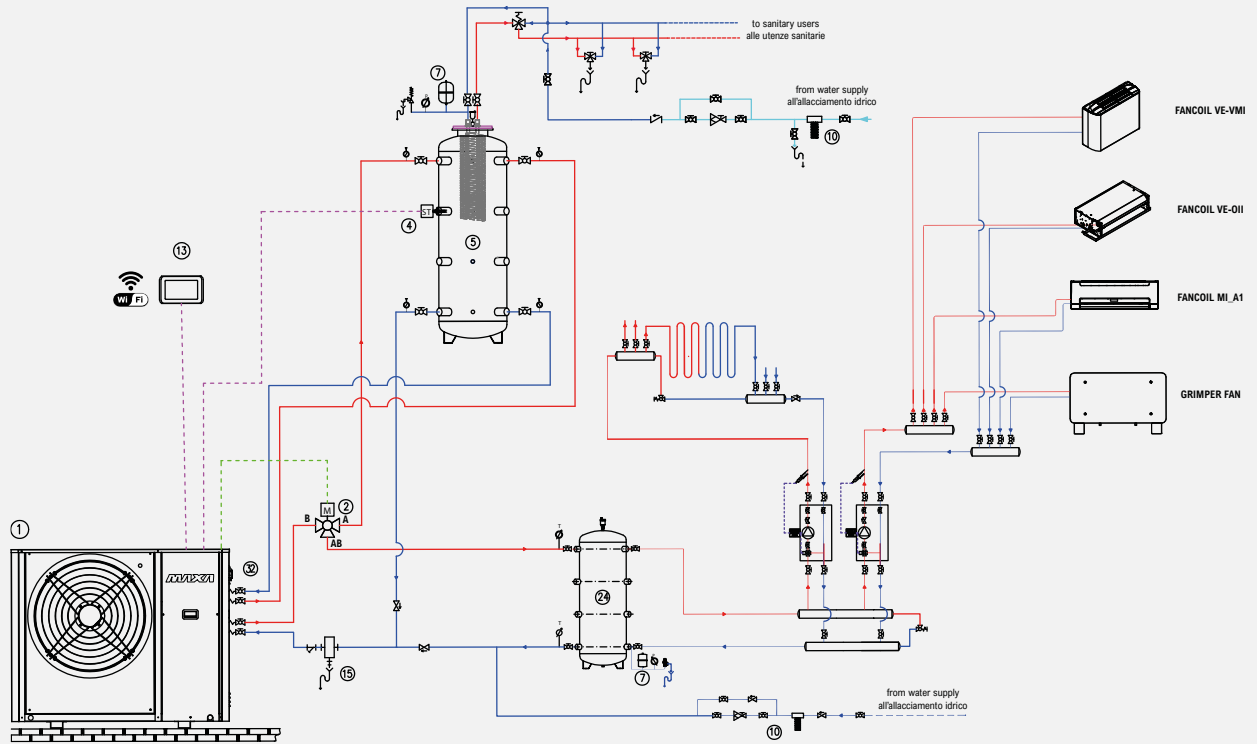 to sanitary users
alle utenze sanitarie
7
from water supply
all'allacciamento idrico
10
FANCOIL VE-VMI
ST
4
5
FANCOIL VE-OII
13
Wi Fi
FANCOIL MI_A1
GRIMPER FAN
M
2
B
A
AB
1
32
MAXA
T
24
T
15
7
from water supply
all'allacciamento idrico
10